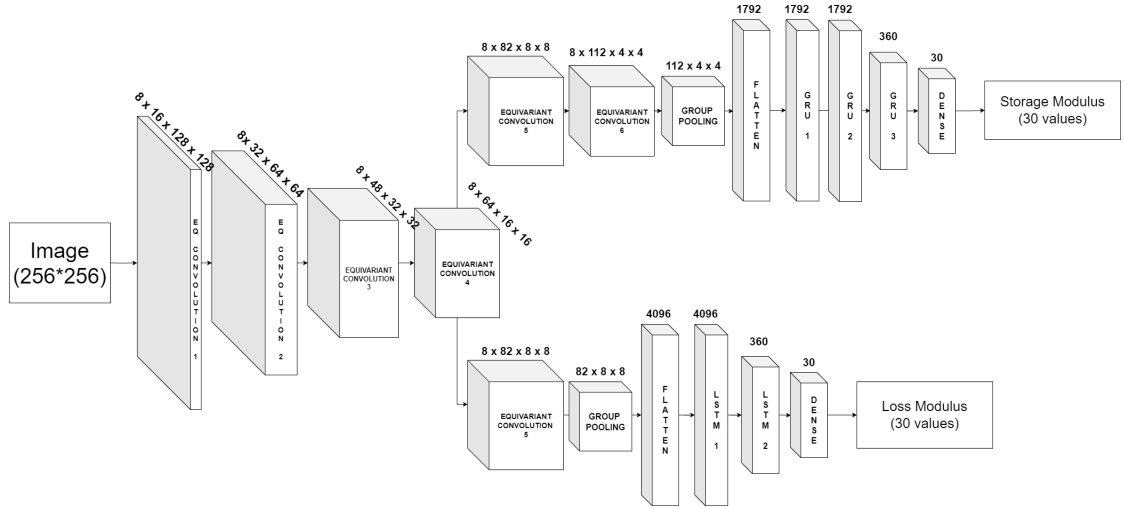 Image
(256*256)
8 x 16 x 128 x 128
EQ CONVOLUTION 1
8x 32 x 64 x 64
EQ CONVOLUTION 2
8 x 48 x 32 x 32
EQUIVARIANT
CONVOLUTION
3
8 x 64 x 16 x 16
EQUIVARIANT
CONVOLUTION
4
8 x 82 x 8 x 8
EQUIVARIANT
CONVOLUTION
5
8 x 112 x 4 x 4
EQUIVARIANT
CONVOLUTION
6
112 x 4 x 4
GROUP
POOLING
1792
FLATTEN
1792
GRU 1
1792
GRU 2
360
GRU 3
30
DENSE
Storage Modulus
(30 values)
8 x 82 x 8 x 8
EQUIVARIANT
CONVOLUTION
5
82 x 8 x 8
GROUP
POOLING
4096
FLATTEN
4096
LSTM 1
360
LSTM 2
30
DENSE
Loss Modulus
(30 values)